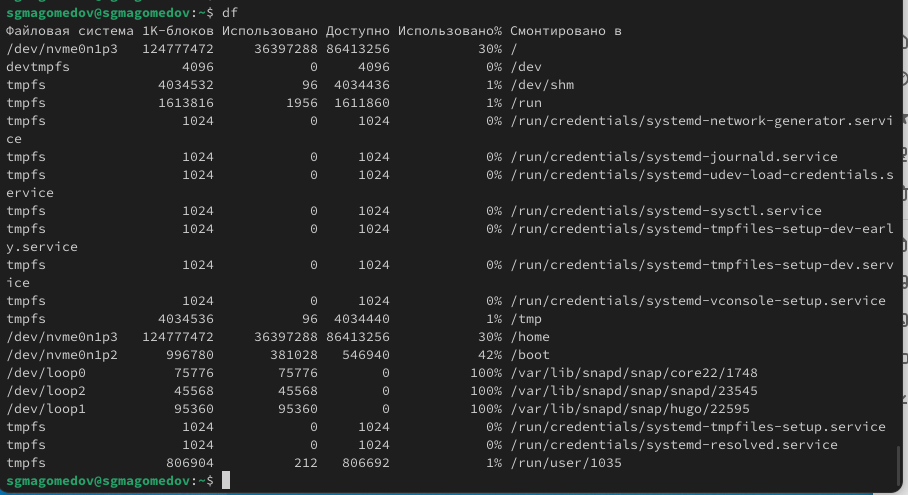 sgmagomedov@sgmagomedov:~$ df
Файловая система 1K-блоков Использовано Доступно Использовано% Смонтировано в
/dev/nvme0n1p3   124777472     36397288 86413256           30% /
devtmpfs              4096            0     4096            0% /dev
tmpfs              4034532           96  4034436            1% /dev/shm
tmpfs              1613816         1956  1611860            1% /run
tmpfs                 1024            0     1024            0% /run/credentials/systemd-network-generator.servi
ce
tmpfs                 1024            0     1024            0% /run/credentials/systemd-journald.service
tmpfs                 1024            0     1024            0% /run/credentials/systemd-udev-load-credentials.s
ervice
tmpfs                 1024            0     1024            0% /run/credentials/systemd-sysctl.service
tmpfs                 1024            0     1024            0% /run/credentials/systemd-tmpfiles-setup-dev-earl
y.service
tmpfs                 1024            0     1024            0% /run/credentials/systemd-tmpfiles-setup-dev.serv
ice
tmpfs                 1024            0     1024            0% /run/credentials/systemd-vconsole-setup.service
tmpfs              4034536           96  4034440            1% /tmp
/dev/nvme0n1p3   124777472     36397288 86413256           30% /home
/dev/nvme0n1p2      996780       381028   546940           42% /boot
/dev/loop0           75776        75776        0          100% /var/lib/snapd/snap/core22/1748
/dev/loop2           45568        45568        0          100% /var/lib/snapd/snap/snapd/23545
/dev/loop1           95360        95360        0          100% /var/lib/snapd/snap/hugo/22595
tmpfs                 1024            0     1024            0% /run/credentials/systemd-tmpfiles-setup.service
tmpfs                 1024            0     1024            0% /run/credentials/systemd-resolved.service
tmpfs               806904          212   806692            1% /run/user/1035
sgmagomedov@sgmagomedov:~$